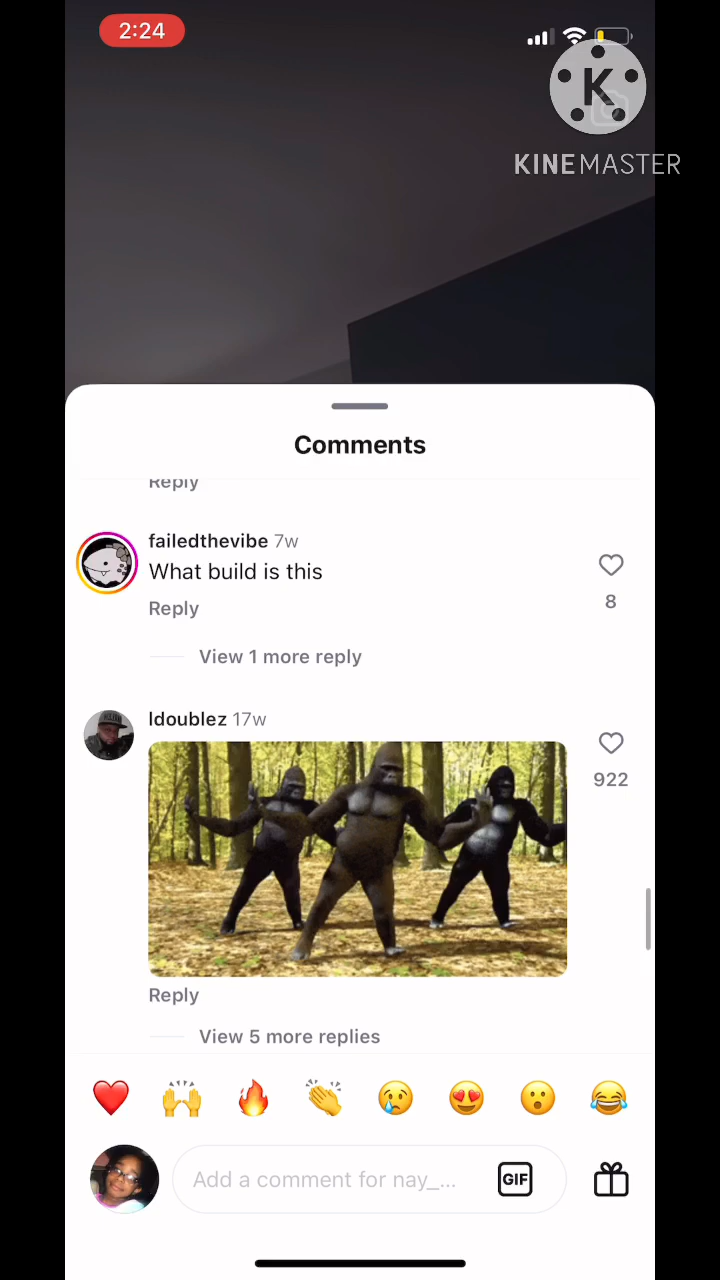 2:24
K
KINEMASTER
Comments
Reply
failedthevibe 7w
What build is this
8
Reply
View 1 more reply
ldoublez 17w
922
Reply
View 5 more replies
Add a comment for nay_...
GIF